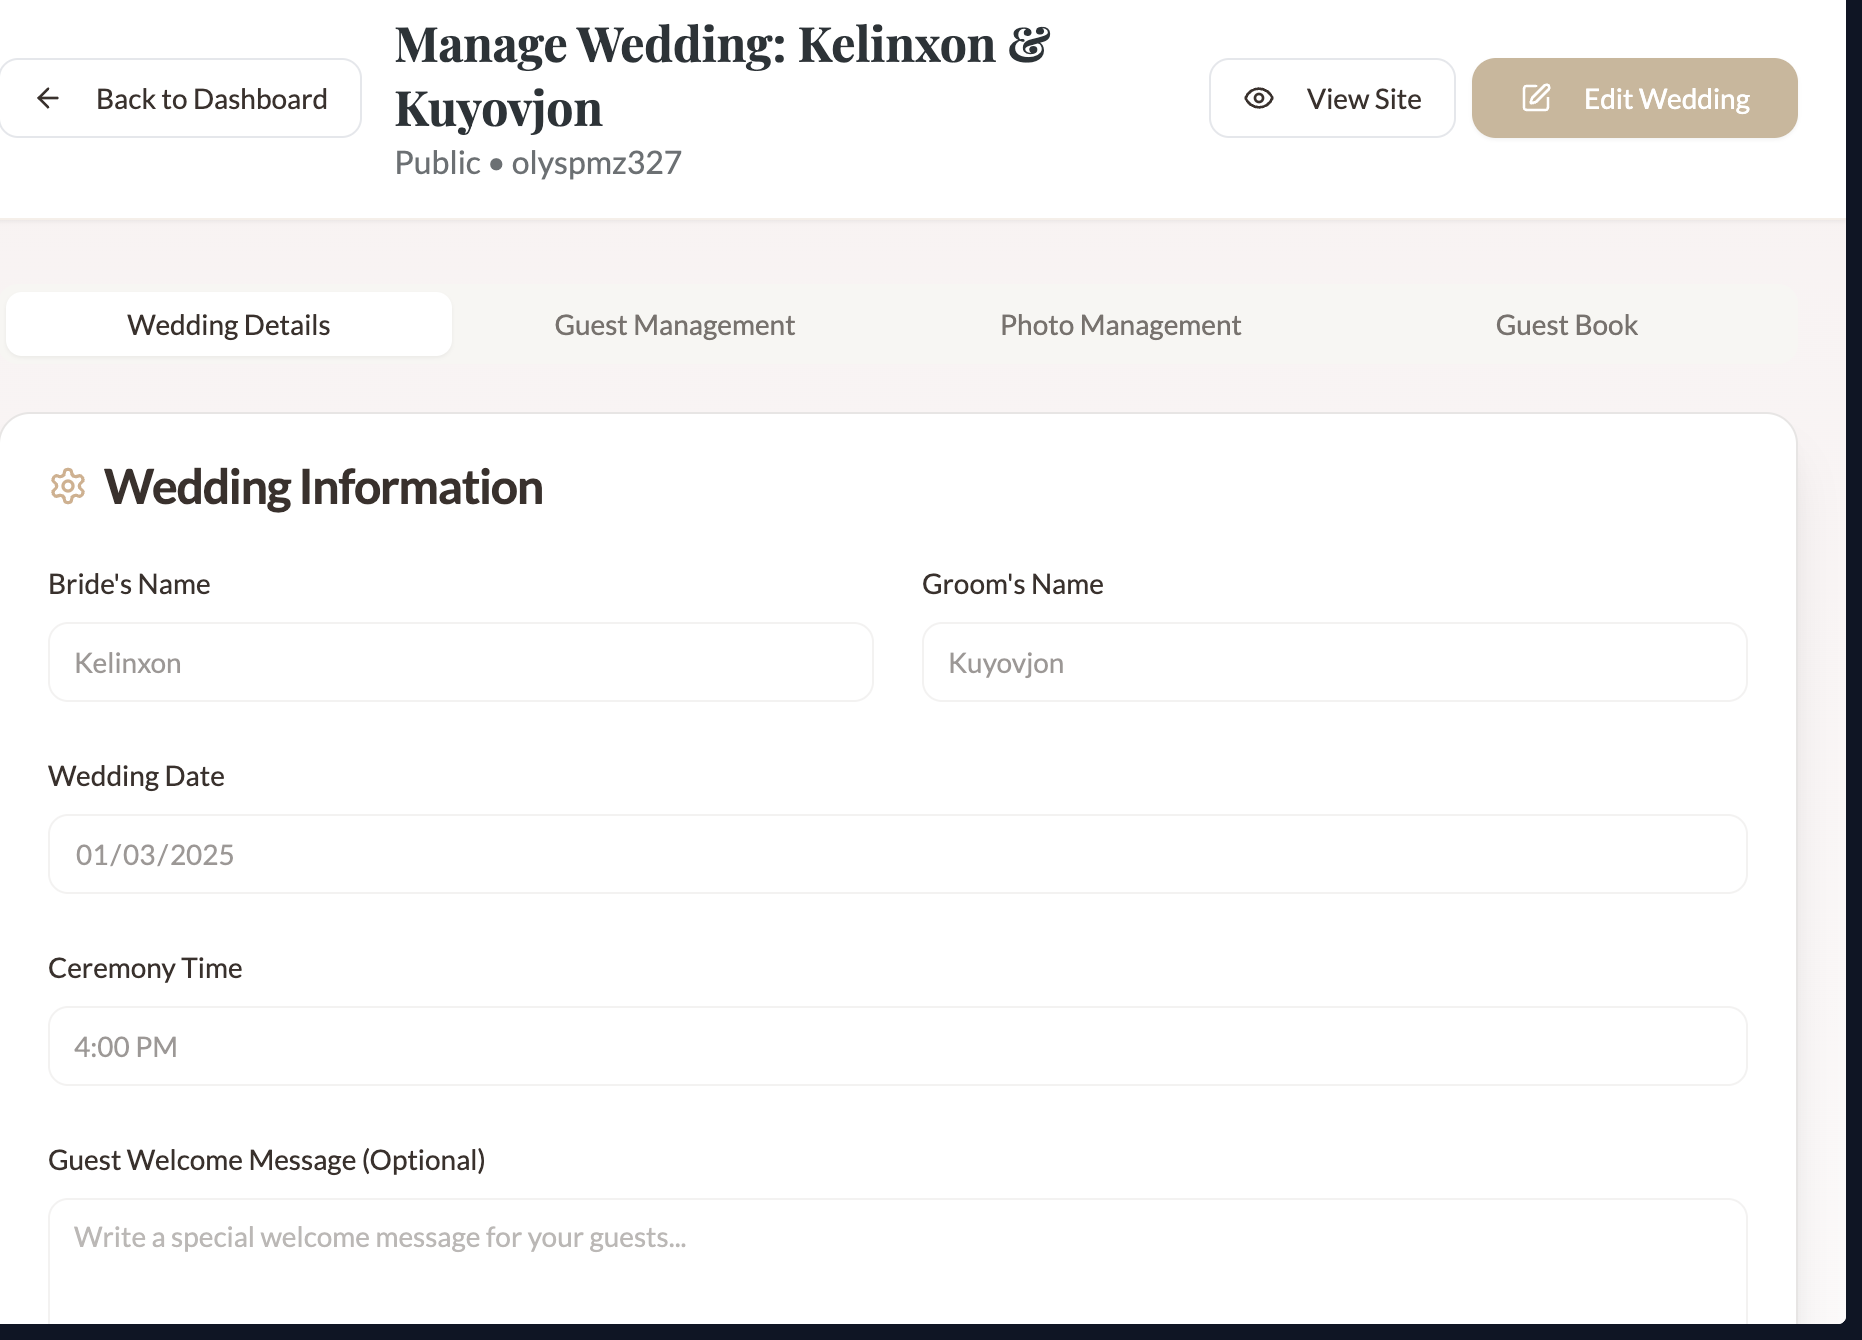 Back to Dashboard
Manage Wedding: Kelinxon &
Kuyovjon
Public • olyspmz327
View Site
Edit Wedding
Wedding Details
Guest Management
Photo Management
Guest Book
Wedding Information
Bride's Name
Groom's Name
Kelinxon
Kuyovjon
Wedding Date
01/03/2025
Ceremony Time
4:00 PM
Guest Welcome Message (Optional)
Write a special welcome message for your guests...